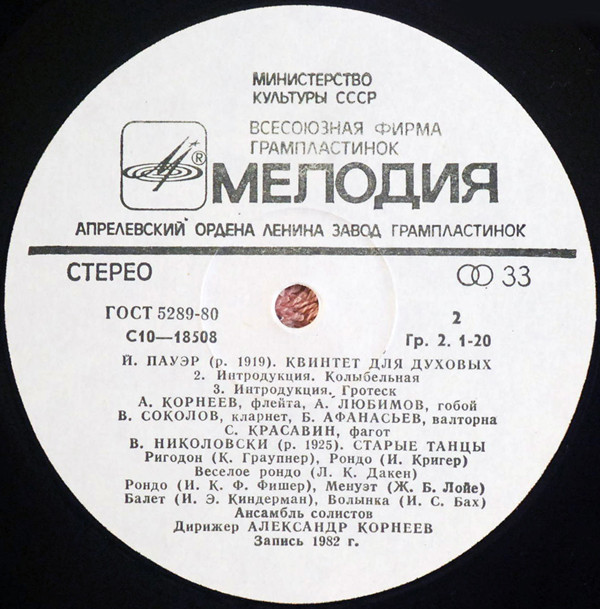 МИНИСТЕРСТВО
КУЛЬТУРЫ СССР
ВСЕСОЮЗНАЯ ФИРМА
ГРАМПЛАСТИНОК
® МЕЛОДИЯ
АПРЕЛЕВСКИЙ ОРДЕНА ЛЕНИНА ЗАВОД ГРАМПЛАСТИНОК
СТЕРЕО 33
ГОСТ 5289-80 2
С10—18508 Гр. 2. 1-20
Й. ПАУЭР (р. 1919). КВИНТЕТ ДЛЯ ДУХОВЫХ
2. Интродукция. Колыбельная
3. Интродукция. Гротеск
А. КОРНЕЕВ, флейта, А. ЛЮБИМОВ, гобой
В. СОКОЛОВ, кларнет, Б. АФАНАСЬЕВ, валторна
С. КРАСАВИН, фагот
В. НИКОЛОВСКИ (р. 1925). СТАРЫЕ ТАНЦЫ
Ригодон (К. Граупнер), Рондо (И. Кригер)
Веселое рондо (Л. К. Дакен)
Рондо (И. К. Ф. Фишер), Менуэт (Ж. Б. Лойе)
Балет (И. Э. Киндерман), Волынка (И. С. Бах)
Ансамбль солистов
Дирижер АЛЕКСАНДР КОРНЕЕВ
Запись 1982 г.